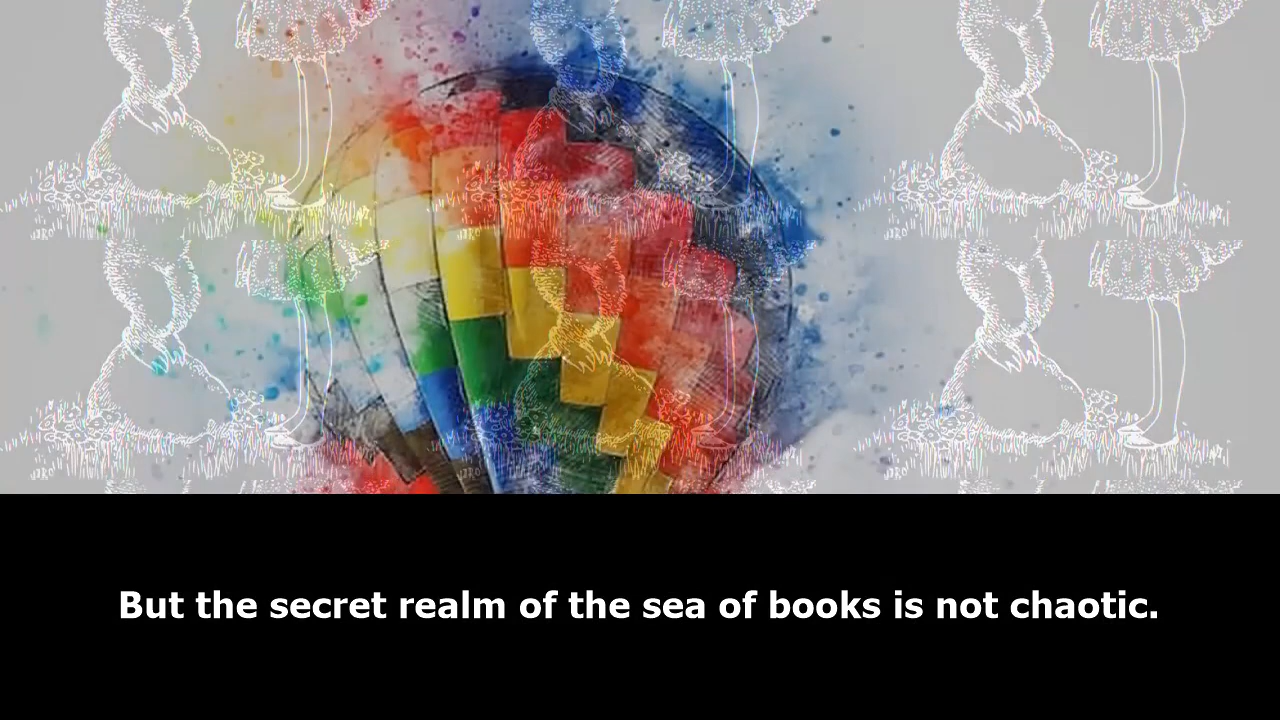 But the secret realm of the sea of books is not chaotic.